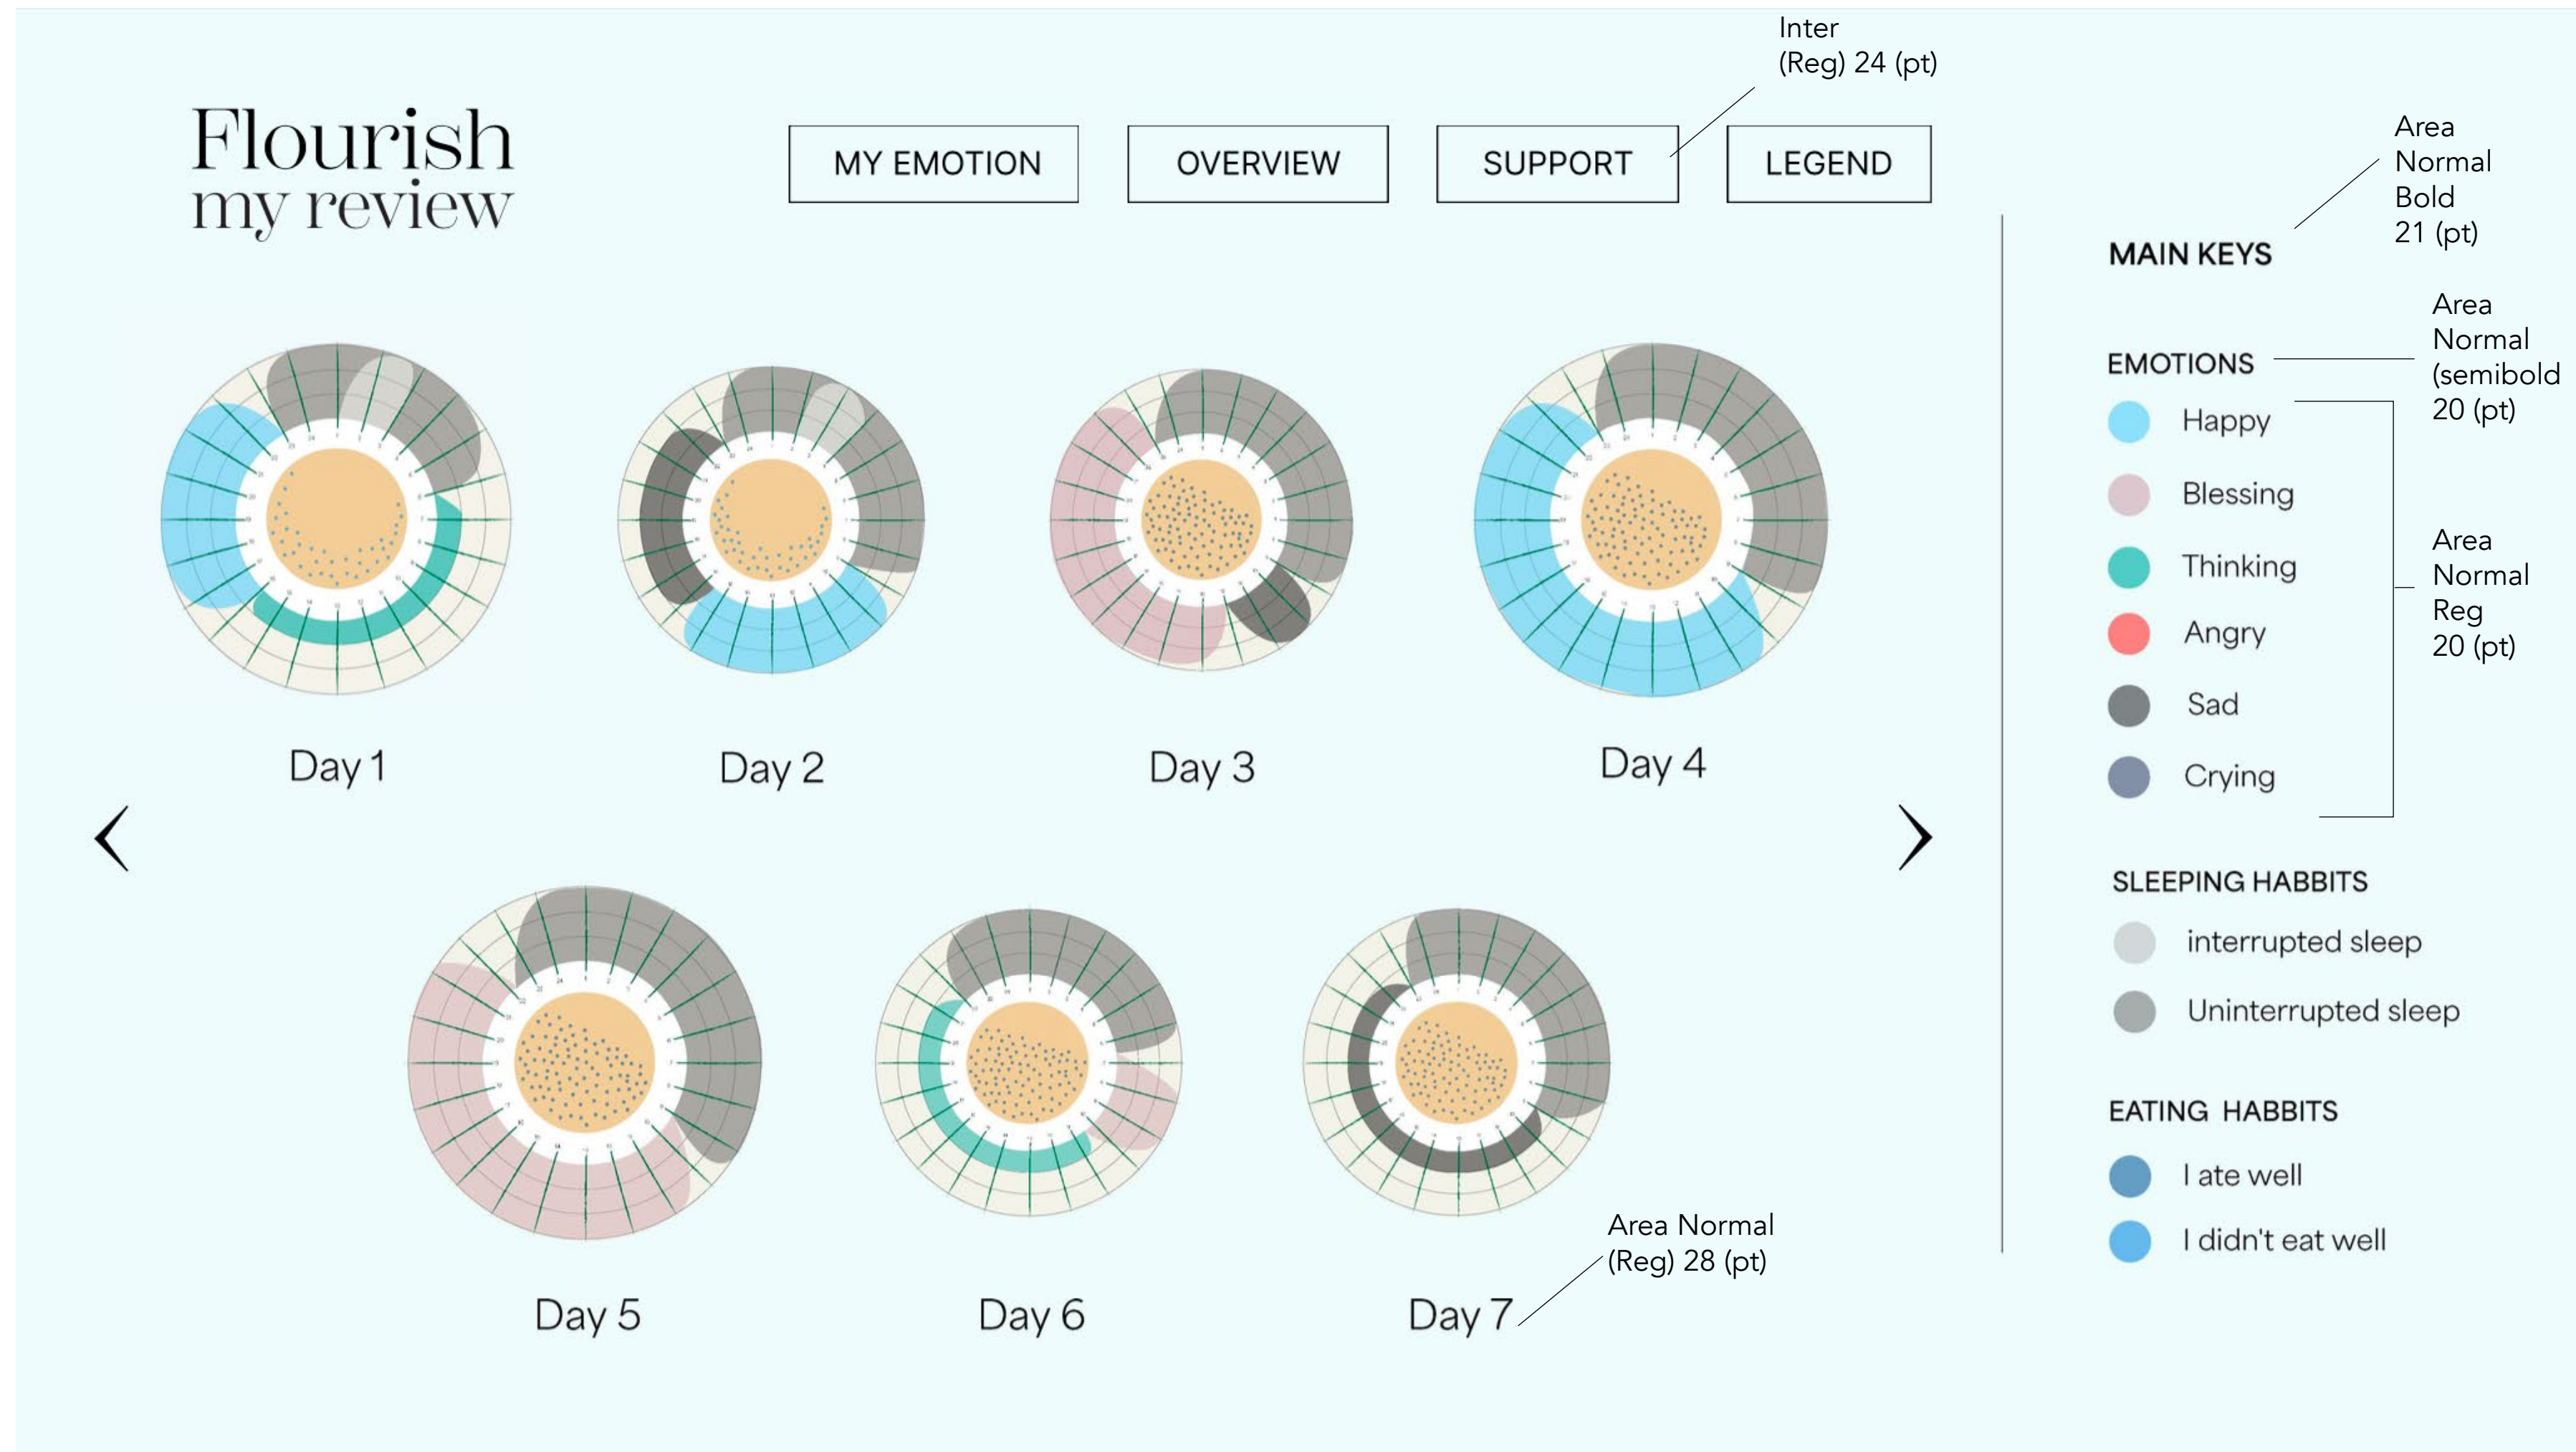 Inter
(Reg) 24 (pt)
Flourish
my review
MY EMOTION
OVERVIEW
SUPPORT
LEGEND
Area
Normal
Bold
21 (pt)
MAIN KEYS
Area
Normal
(semibold
20 (pt)
EMOTIONS
Happy
Blessing
Thinking
Angry
Sad
Crying
Area
Normal
Reg
20 (pt)
Day 1
Day 2
Day 3
Day 4
SLEEPING HABBITS
interrupted sleep
Uninterrupted sleep
EATING HABBITS
I ate well
I didn't eat well
Area Normal
(Reg) 28 (pt)
Day 5
Day 6
Day 7